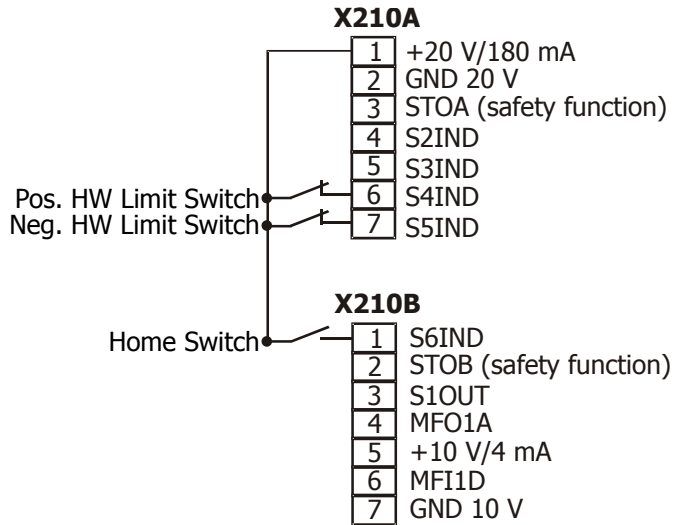 X210A
1 +20 V/180 mA
2 GND 20 V
3 STOA (safety function)
4 S2IND
5 S3IND
Pos. HW Limit Switch 6 S4IND
Neg. HW Limit Switch 7 S5IND
X210B
Home Switch 1 S6IND
2 STOB (safety function)
3 S1OUT
4 MFO1A
5 +10 V/4 mA
6 MFI1D
7 GND 10 V